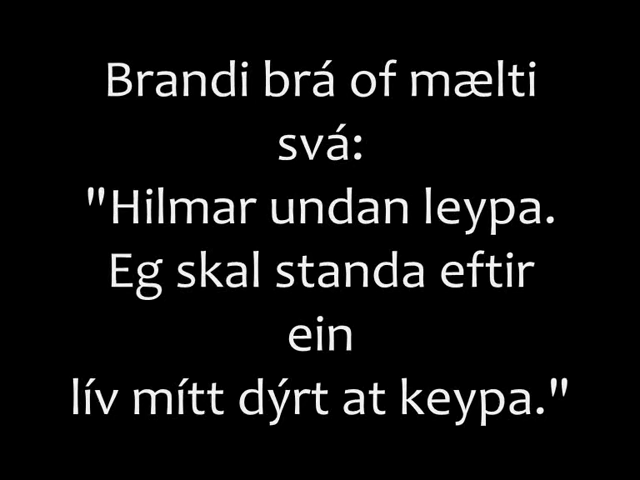 Brandi brá of mælti
svá:
"Hilmar undan leypa.
Eg skal standa eftir
ein
lív mítt dýrt at keypa."